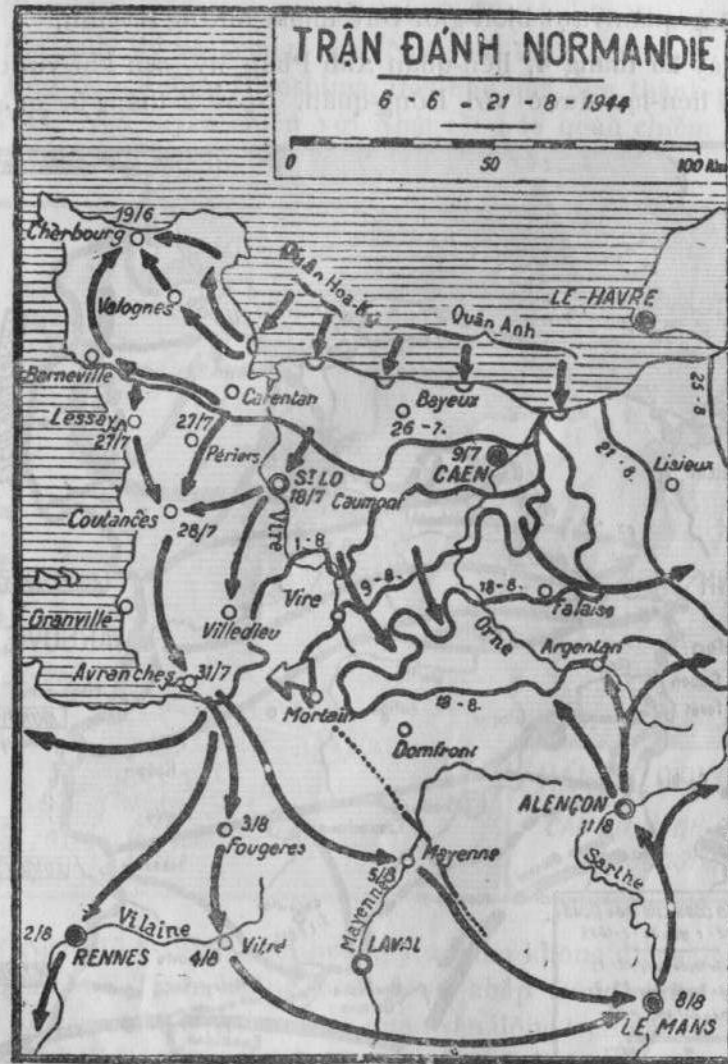 TRẬN ĐÁNH NORMANDIE
6 - 6 - 21 - 8 - 1944
0 50 100 Km
19/6
Cherbourg
Valognes
Quân Hoa-Kỳ
Quân Anh
LE-HAVRE
Barneville
Carentan
Bayeux
26-7.
23-8
Lessay
27/7
27/7
Périers
9/7
CAEN
21-8.
Lisieux
St LO
18/7
Caumont
Coutances
28/7
Vire
1-8.
9-8.
18-8.
Falaise
Vire
Orne
Granville
Villedieu
Argentan
Avranches
31/7
Mortain
18-8.
Domfront
ALENÇON
11/8
Sarthe
3/8
Fougeres
5/8
Mayenne
Mayenne
2/8
RENNES
Vilaine
Vitré
4/8
LAVAL
8/8
LE MANS